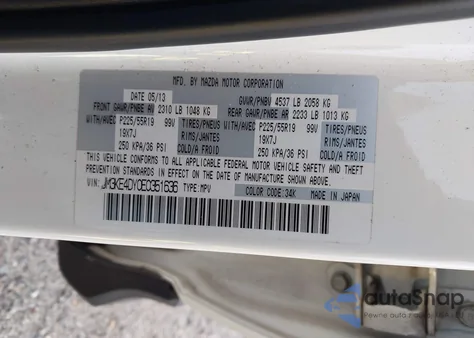 MFD. BY MAZDA MOTOR CORPORATION
DATE 05/13 GVWR/PNBV 4537 LB 2058 KG
FRONT GAWR/PNBE AV 2310 LB 1048 KG REAR GAWR/PNBE AR 2233 LB 1013 KG
WITH/AVEC P225/55R19 99V TIRES/PNEUS WITH/AVEC P225/55R19 99V TIRES/PNEUS
19X7J RIMS/JANTES 19X7J RIMS/JANTES
250 KPA/36 PSI COLD/FROID 250 KPA/36 PSI COLD/FROID
THIS VEHICLE CONFORMS TO ALL APPLICABLE FEDERAL MOTOR VEHICLE SAFETY AND THEFT
PREVENTION STANDARDS IN EFFECT ON THE DATE OF MANUFACTURE SHOWN ABOVE.
VIN: JM3KE4DY0E0351636 TYPE: MPV COLOR CODE: 34K MADE IN JAPAN
autoSnap
Pewne auto